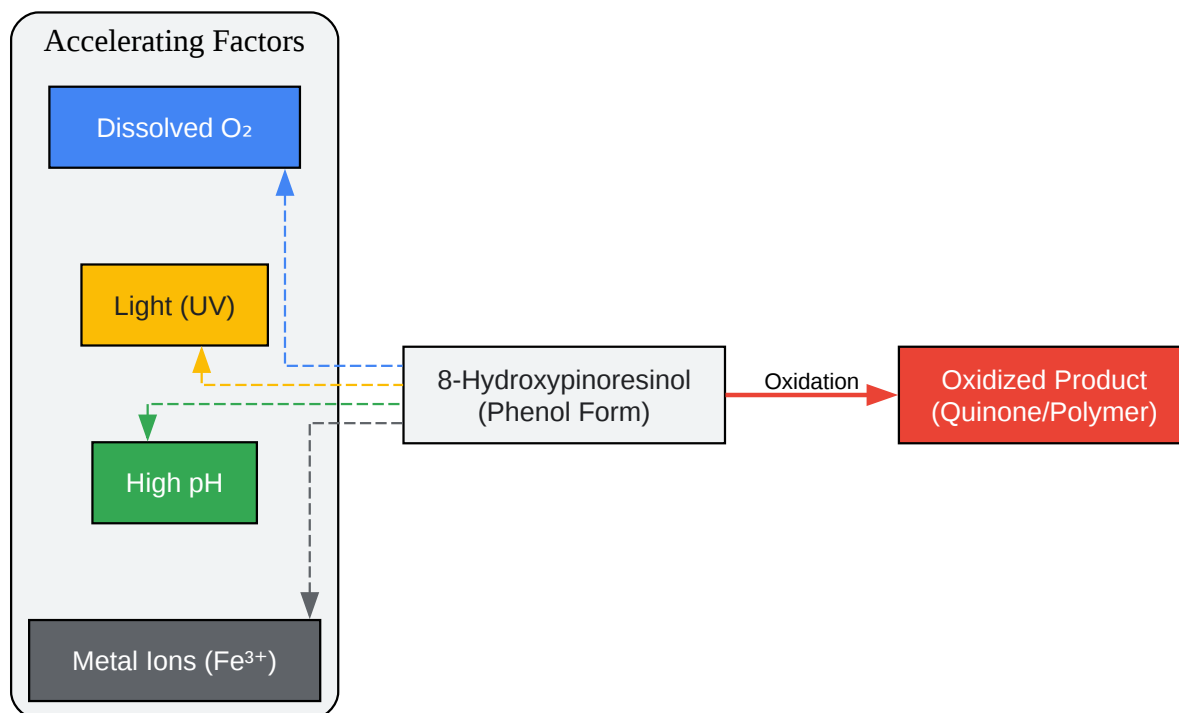 Accelerating Factors
Dissolved O₂
Light (UV)
High pH
Metal Ions (Fe³⁺)
8-Hydroxypinoresinol
(Phenol Form)
Oxidation
Oxidized Product
(Quinone/Polymer)